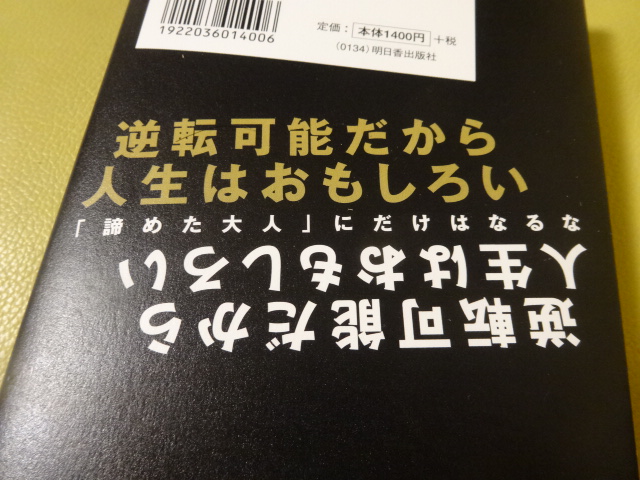 1922036014006
定価：本体1400円+税
(0134)明日香出版社
逆転可能だから
人生はおもしろい
「諦めた大人」にだけはなるな
逆転可能だから
人生はおもしろい